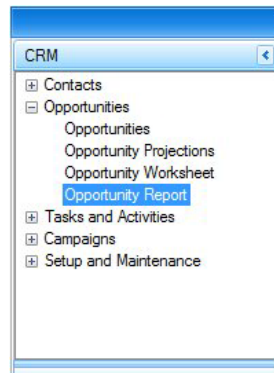 CRM
Contacts
Opportunities
Opportunities
Opportunity Projections
Opportunity Worksheet
Opportunity Report
Tasks and Activities
Campaigns
Setup and Maintenance